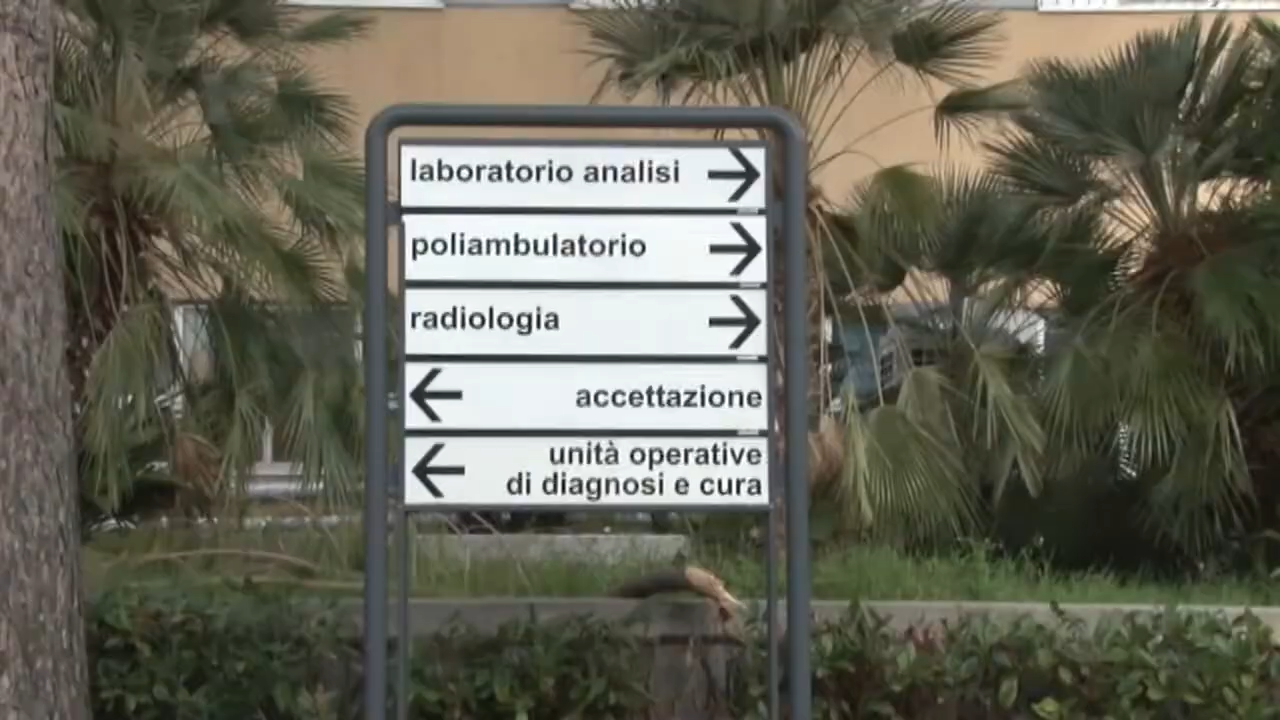 laboratorio analisi
poliambulatorio
radiologia
accettazione
unità operative
di diagnosi e cura